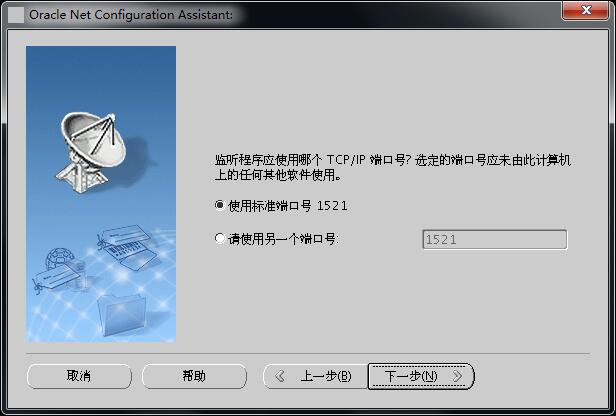 Oracle Net Configuration Assistant:
监听程序应使用哪个 TCP/IP 端口号? 选定的端口号应未由此计算机
上的任何其他软件使用。
使用标准端口号 1521
请使用另一个端口号:
1521
取消
帮助
上一步(B)
下一步(N)